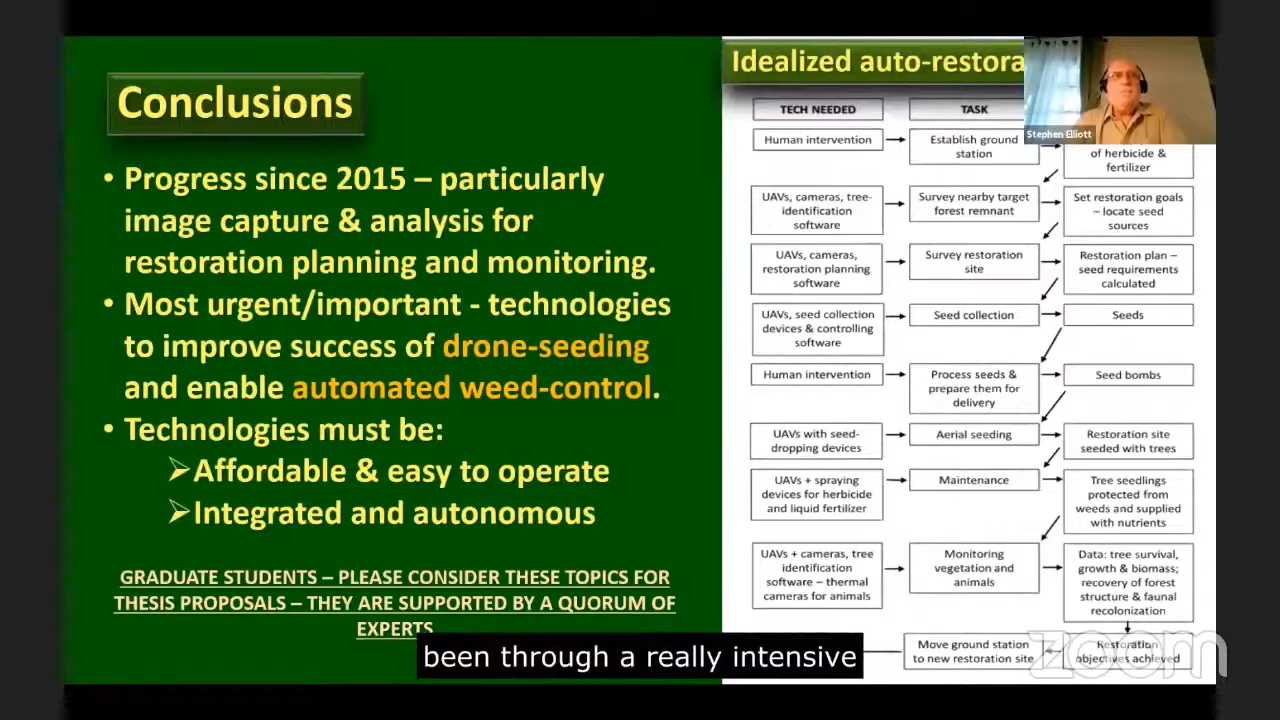 Conclusions
• Progress since 2015 – particularly
image capture & analysis for
restoration planning and monitoring.
• Most urgent/important - technologies
to improve success of drone-seeding
and enable automated weed-control.
• Technologies must be:
➢Affordable & easy to operate
➢Integrated and autonomous
GRADUATE STUDENTS – PLEASE CONSIDER THESE TOPICS FOR
THESIS PROPOSALS – THEY ARE SUPPORTED BY A QUORUM OF
EXPERTS
Idealized auto-restora
Stephen Elliott
TECH NEEDED
TASK
Human intervention
Establish ground
station
of herbicide &
fertilizer
UAVs, cameras, tree-
identification
software
Survey nearby target
forest remnant
Set restoration goals
– locate seed
sources
UAVs, cameras,
restoration planning
software
Survey restoration
site
Restoration plan –
seed requirements
calculated
UAVs, seed collection
devices & controlling
software
Seed collection
Seeds
Human intervention
Process seeds &
prepare them for
delivery
Seed bombs
UAVs with seed-
dropping devices
Aerial seeding
Restoration site
seeded with trees
UAVs + spraying
devices for herbicide
and liquid fertilizer
Maintenance
Tree seedlings
protected from
weeds and supplied
with nutrients
UAVs + cameras, tree
identification
software – thermal
cameras for animals
Monitoring
vegetation and
animals
Data: tree survival,
growth & biomass;
recovery of forest
structure & faunal
recolonization
Move ground station
to new restoration site
Restoration
objectives achieved
been through a really intensive
zoom